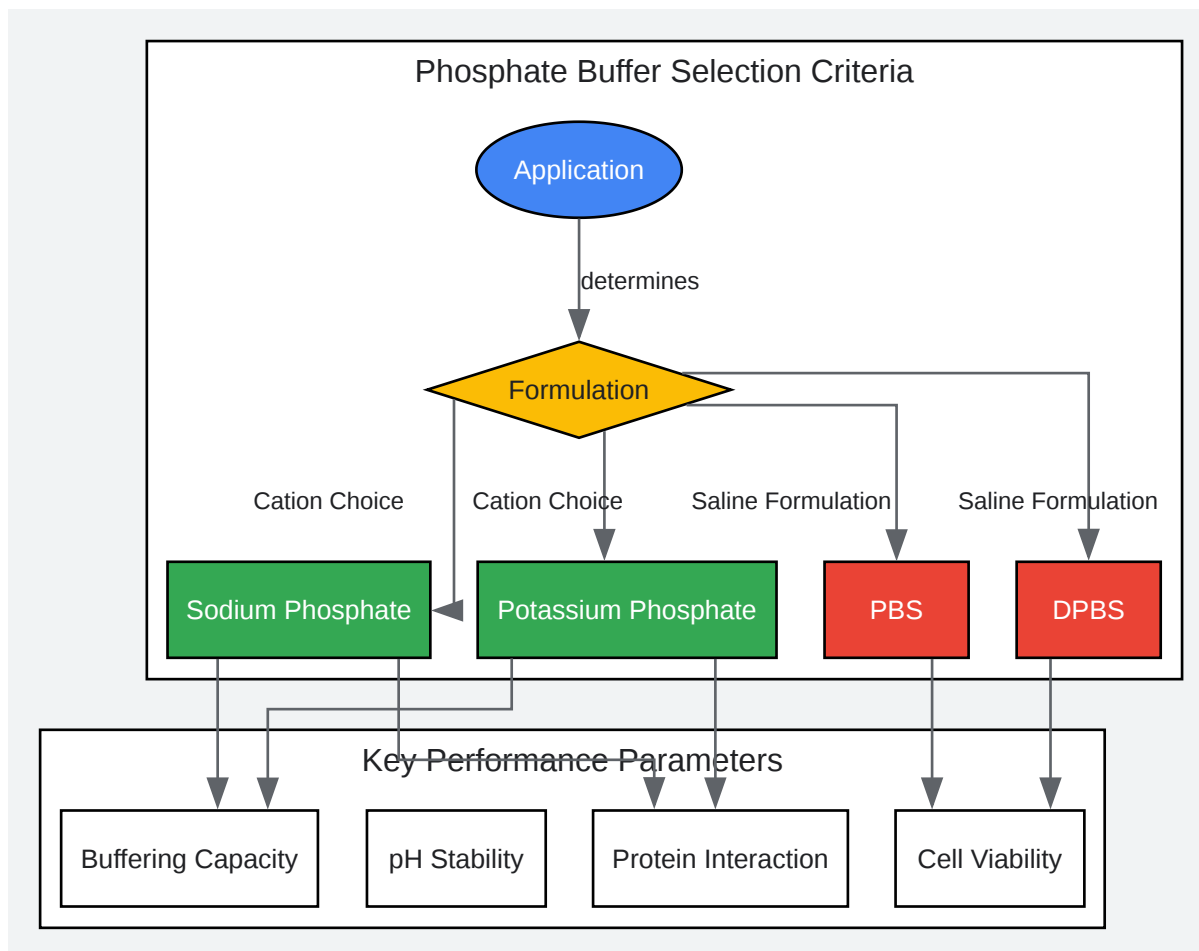 Phosphate Buffer Selection Criteria
Application
determines
Formulation
Cation Choice
Cation Choice
Saline Formulation
Saline Formulation
Sodium Phosphate
Potassium Phosphate
PBS
DPBS
Key Performance Parameters
Buffering Capacity
pH Stability
Protein Interaction
Cell Viability